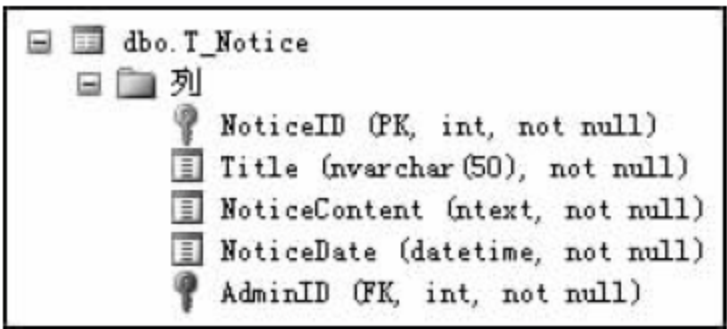 dbo.T_Notice
列
NoticeID (PK, int, not null)
Title (nvarchar(50), not null)
NoticeContent (ntext, not null)
NoticeDate (datetime, not null)
AdminID (FK, int, not null)